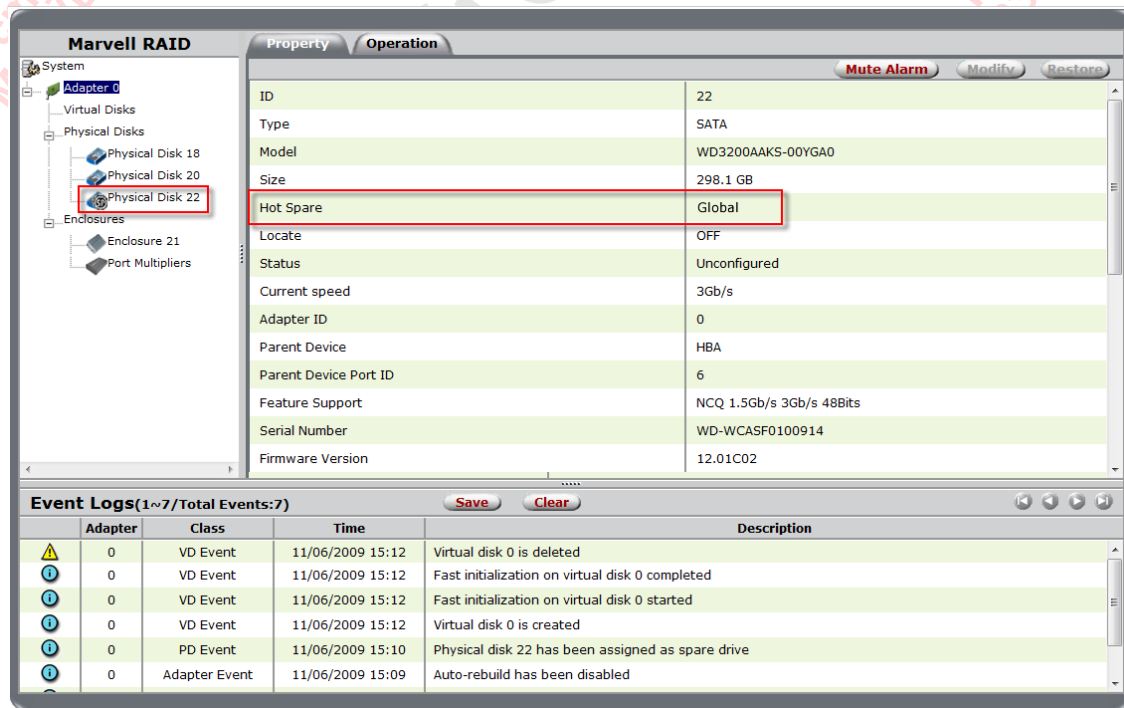 Marvell RAID
Property Operation
Mute Alarm Modify Restore
System
Adapter 0
Virtual Disks
Physical Disks
Physical Disk 18
Physical Disk 20
Physical Disk 22
Enclosures
Enclosure 21
Port Multipliers
ID 22
Type SATA
Model WD3200AAKS-00YGA0
Size 298.1 GB
Hot Spare Global
Locate OFF
Status Unconfigured
Current speed 3Gb/s
Adapter ID 0
Parent Device HBA
Parent Device Port ID 6
Feature Support NCQ 1.5Gb/s 3Gb/s 48Bits
Serial Number WD-WCASF0100914
Firmware Version 12.01C02
Event Logs(1~7/Total Events:7) Save Clear
Adapter Class Time Description
0 VD Event 11/06/2009 15:12 Virtual disk 0 is deleted
0 VD Event 11/06/2009 15:12 Fast initialization on virtual disk 0 completed
0 VD Event 11/06/2009 15:12 Fast initialization on virtual disk 0 started
0 VD Event 11/06/2009 15:12 Virtual disk 0 is created
0 PD Event 11/06/2009 15:10 Physical disk 22 has been assigned as spare drive
0 Adapter Event 11/06/2009 15:09 Auto-rebuild has been disabled